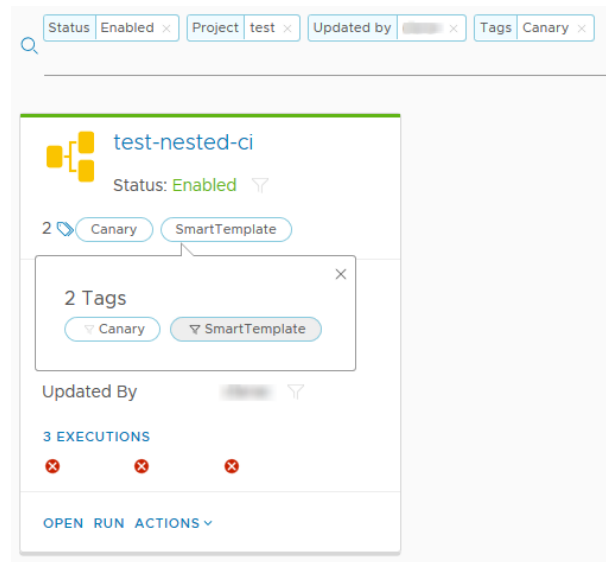 Status Enabled × Project test × Updated by × Tags Canary ×
test-nested-ci
Status: Enabled
2 Canary SmartTemplate
2 Tags
Canary SmartTemplate
Updated By
3 EXECUTIONS
OPEN RUN ACTIONS